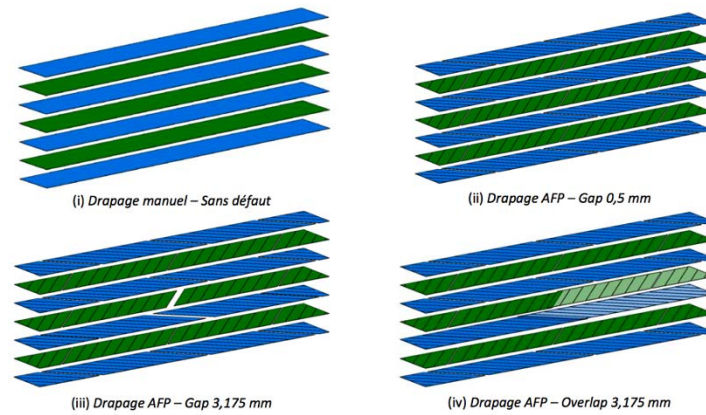 (i) Drapage manuel – Sans défaut
(ii) Drapage AFP – Gap 0,5 mm
(iii) Drapage AFP – Gap 3,175 mm
(iv) Drapage AFP – Overlap 3,175 mm